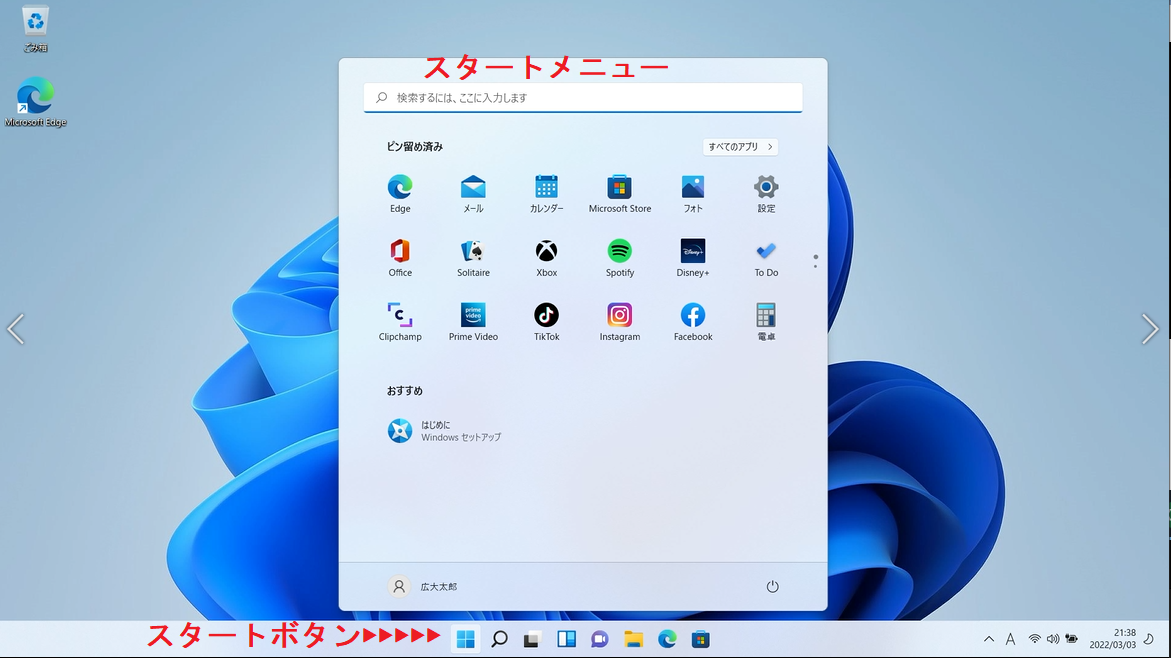 ごみ箱
Microsoft Edge
スタートメニュー
検索するには、ここに入力します
ピン留め済み
すべてのアプリ >
Edge
メール
カレンダー
Microsoft Store
フォト
設定
Office
Solitaire
Xbox
Spotify
Disney+
Disney+
To Do
prime video
Clipchamp
Prime Video
TikTok
Instagram
Facebook
電卓
おすすめ
はじめに
Windows セットアップ
広大太郎
スタートボタン
A
21:38
2022/03/03